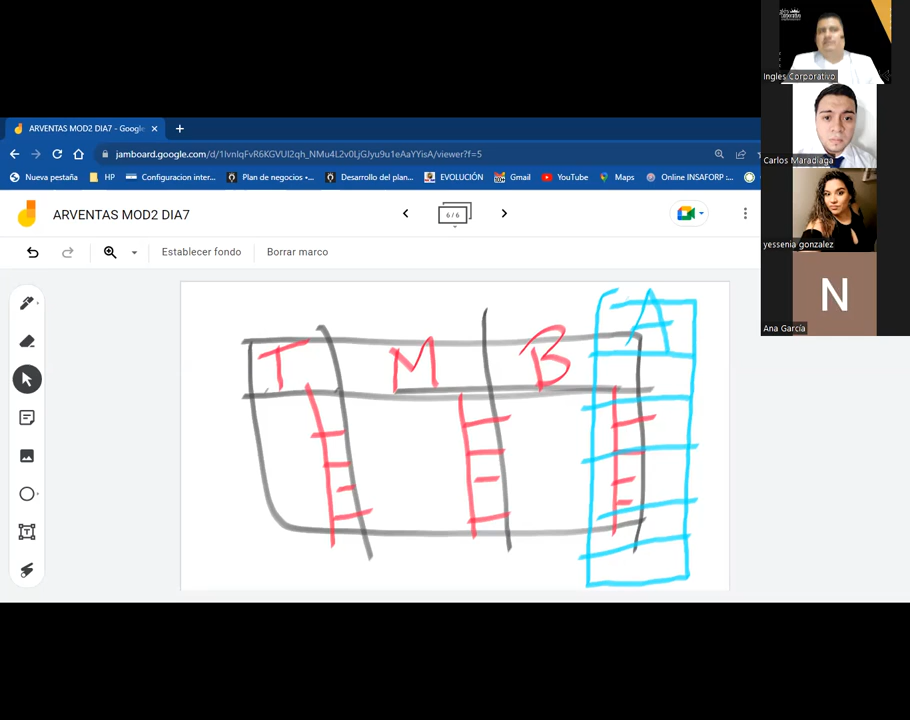 Ingles Corporativo
Carlos Maradiaga
yessenia gonzalez
N
Ana García
ARVENTAS MOD2 DIA7 - Google
jamboard.google.com/d/1IvnlqFvR6KGVUI2qh_NMu4L2v0LjGJyu9u1eAaYYisA/viewer?f=5
Nueva pestaña
HP
Configuracion inter...
Plan de negocios -...
Desarrollo del plan...
EVOLUCIÓN
Gmail
YouTube
Maps
Online INSAFORP :...
ARVENTAS MOD2 DIA7
6/6
Establecer fondo
Borrar marco
T M B A